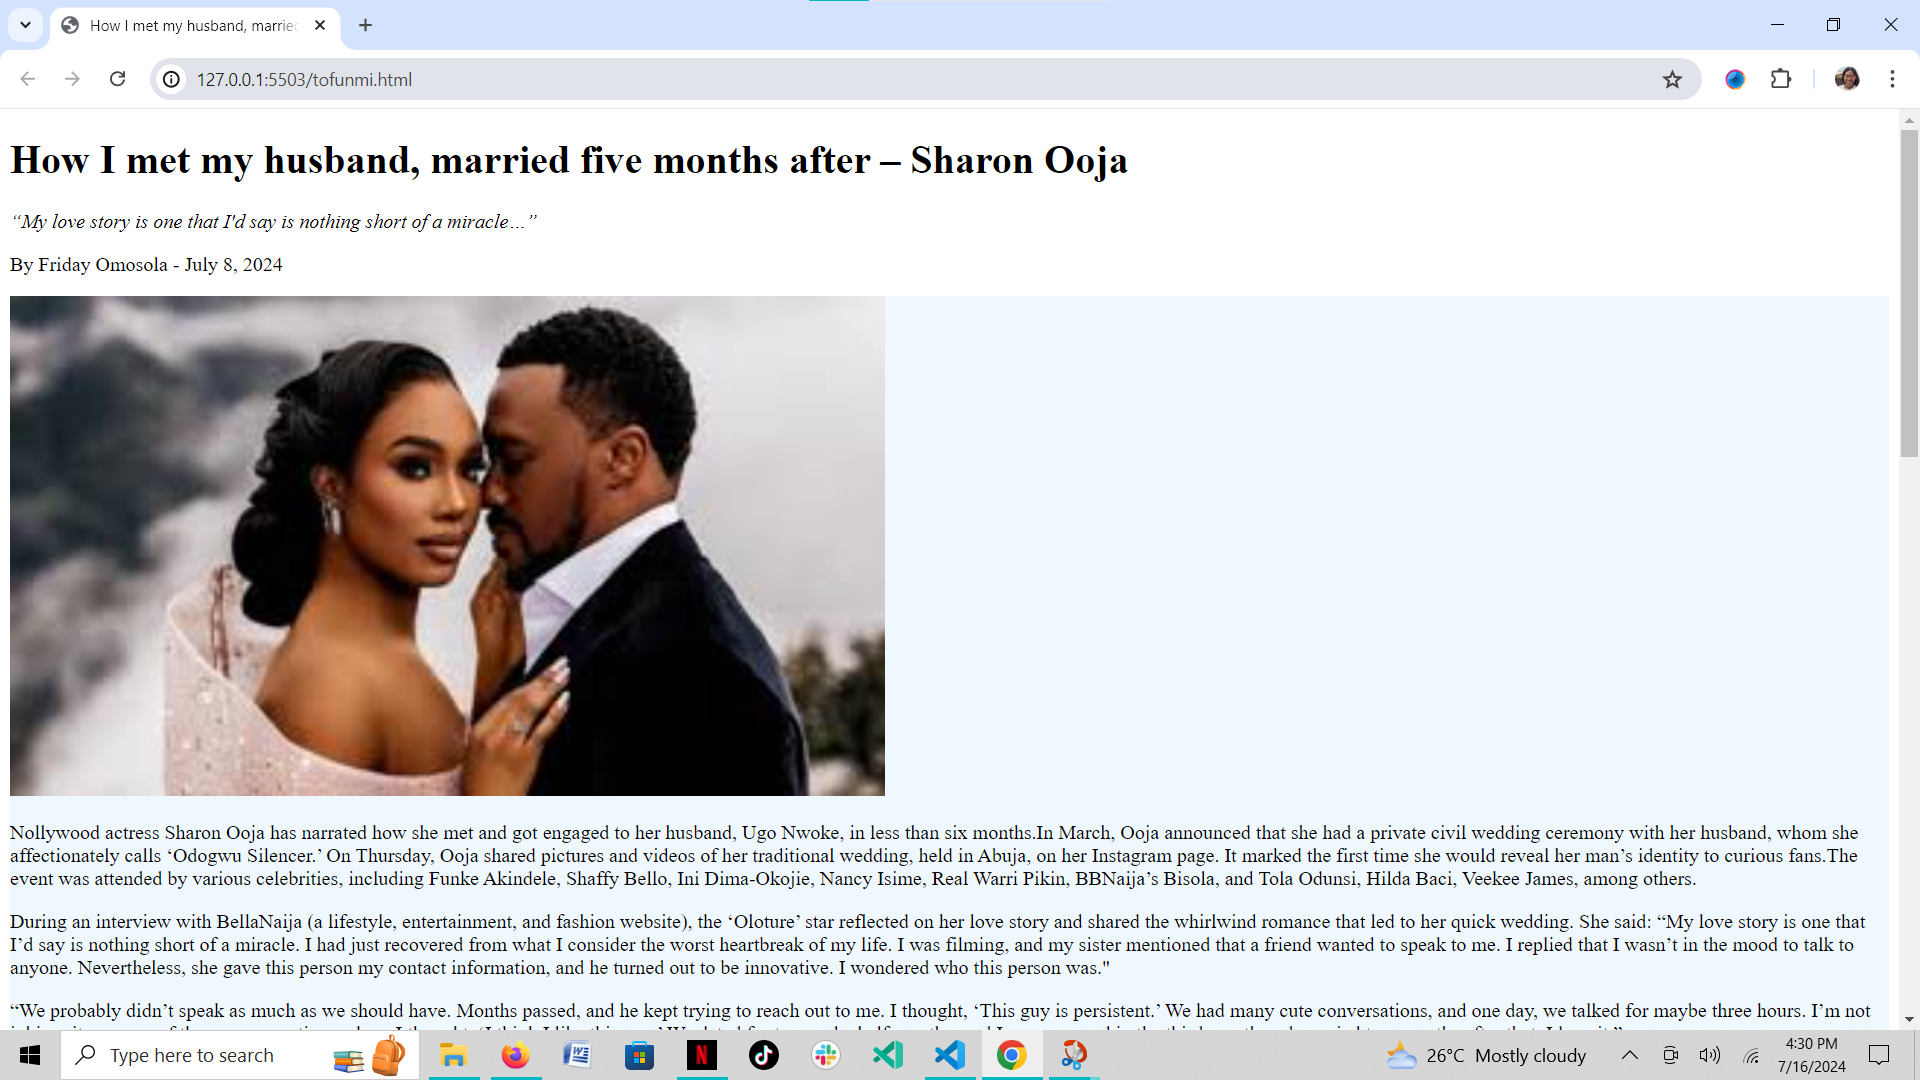 How I met my husband, marriec
127.0.0.1:5503/tofunmi.html
How I met my husband, married five months after – Sharon Ooja
“My love story is one that I'd say is nothing short of a miracle…”
By Friday Omosola - July 8, 2024
Nollywood actress Sharon Ooja has narrated how she met and got engaged to her husband, Ugo Nwoke, in less than six months.In March, Ooja announced that she had a private civil wedding ceremony with her husband, whom she
affectionately calls ‘Odogwu Silencer.’ On Thursday, Ooja shared pictures and videos of her traditional wedding, held in Abuja, on her Instagram page. It marked the first time she would reveal her man’s identity to curious fans.The
event was attended by various celebrities, including Funke Akindele, Shaffy Bello, Ini Dima-Okojie, Nancy Isime, Real Warri Pikin, BBNaija’s Bisola, and Tola Odunsi, Hilda Baci, Veekee James, among others.
During an interview with BellaNaija (a lifestyle, entertainment, and fashion website), the ‘Oloture’ star reflected on her love story and shared the whirlwind romance that led to her quick wedding. She said: “My love story is one that
I’d say is nothing short of a miracle. I had just recovered from what I consider the worst heartbreak of my life. I was filming, and my sister mentioned that a friend wanted to speak to me. I replied that I wasn’t in the mood to talk to
anyone. Nevertheless, she gave this person my contact information, and he turned out to be innovative. I wondered who this person was."
“We probably didn’t speak as much as we should have. Months passed, and he kept trying to reach out to me. I thought, ‘This guy is persistent.’ We had many cute conversations, and one day, we talked for maybe three hours. I’m not
Type here to search
26°C Mostly cloudy
4:30 PM
7/16/2024